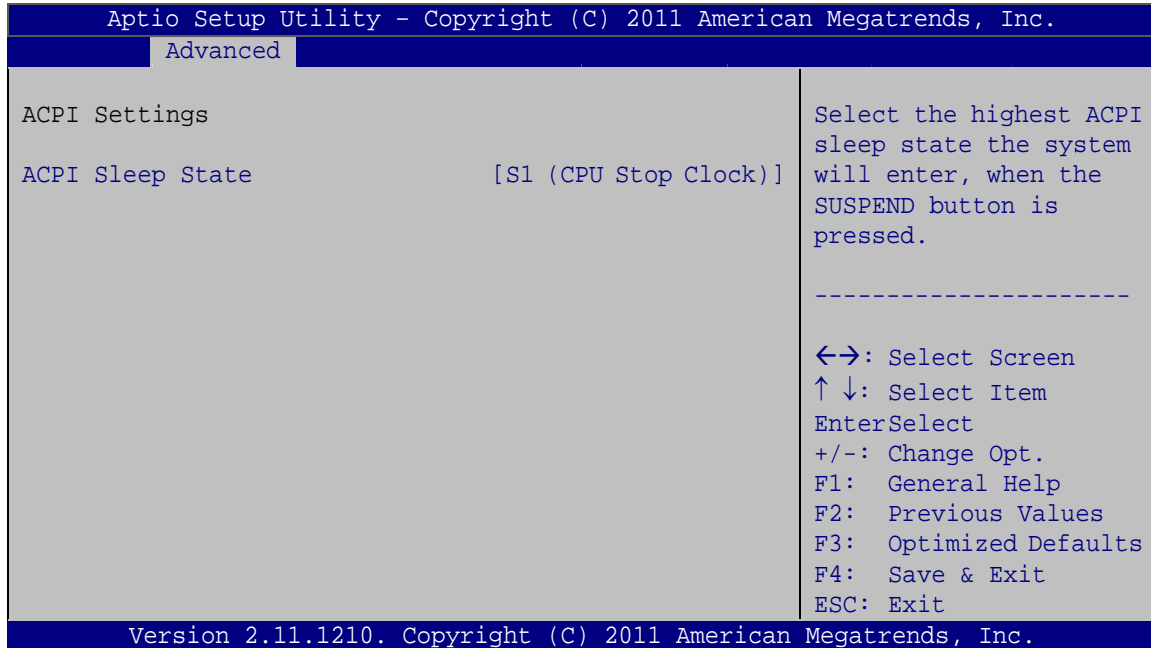 Aptio Setup Utility – Copyright (C) 2011 American Megatrends, Inc.
Advanced
ACPI Settings
ACPI Sleep State [S1 (CPU Stop Clock)]
Select the highest ACPI
sleep state the system
will enter, when the
SUSPEND button is
pressed.
----------------------
←→: Select Screen
↑ ↓: Select Item
EnterSelect
+/-: Change Opt.
F1: General Help
F2: Previous Values
F3: Optimized Defaults
F4: Save & Exit
ESC: Exit
Version 2.11.1210. Copyright (C) 2011 American Megatrends, Inc.